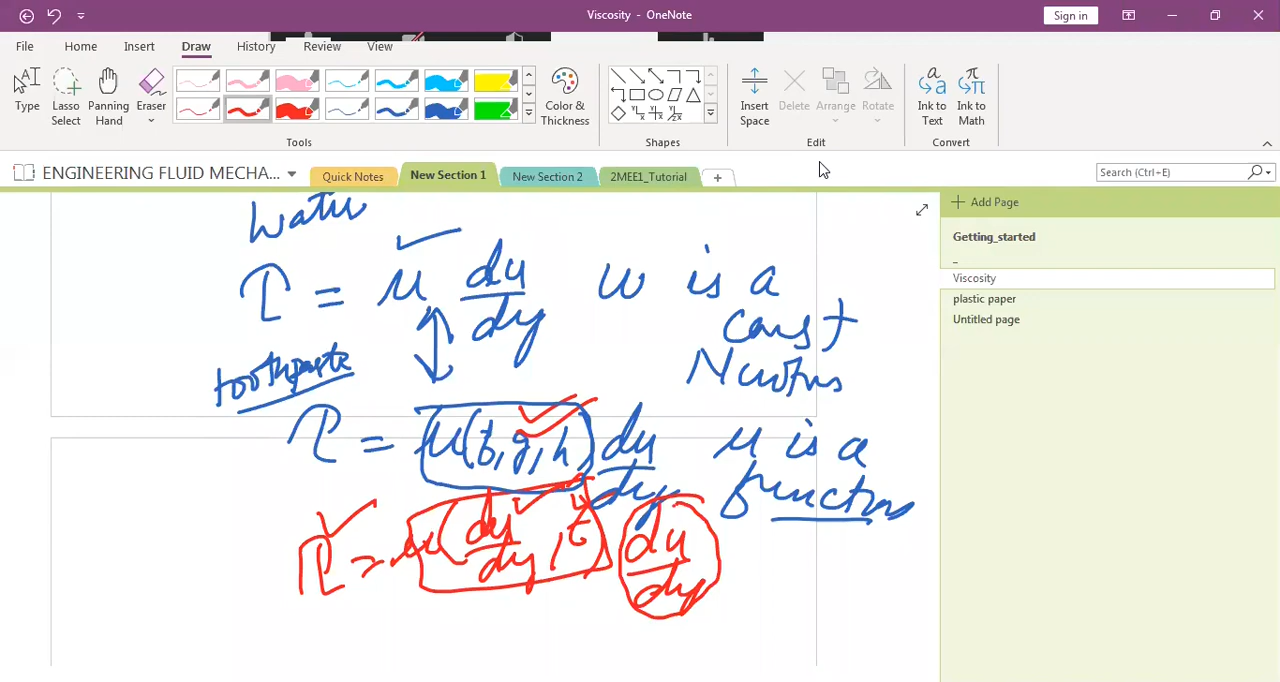 Viscosity - OneNote
Sign in
File Home Insert Draw History Review View
Type Lasso Select Panning Hand Eraser Color & Thickness Insert Space Delete Arrange Rotate Ink to Text Ink to Math
Tools Shapes Edit Convert
ENGINEERING FLUID MECHA... Quick Notes New Section 1 New Section 2 2MEE1_Tutorial + Search (Ctrl+E)
+ Add Page
Getting_started
Viscosity
plastic paper
Untitled page
Water
τ = μ du/dy μ is a
const
toothpaste
τ = μ( ) du/dy μ is a
function
τ = μ(du/dy, t) du/dy